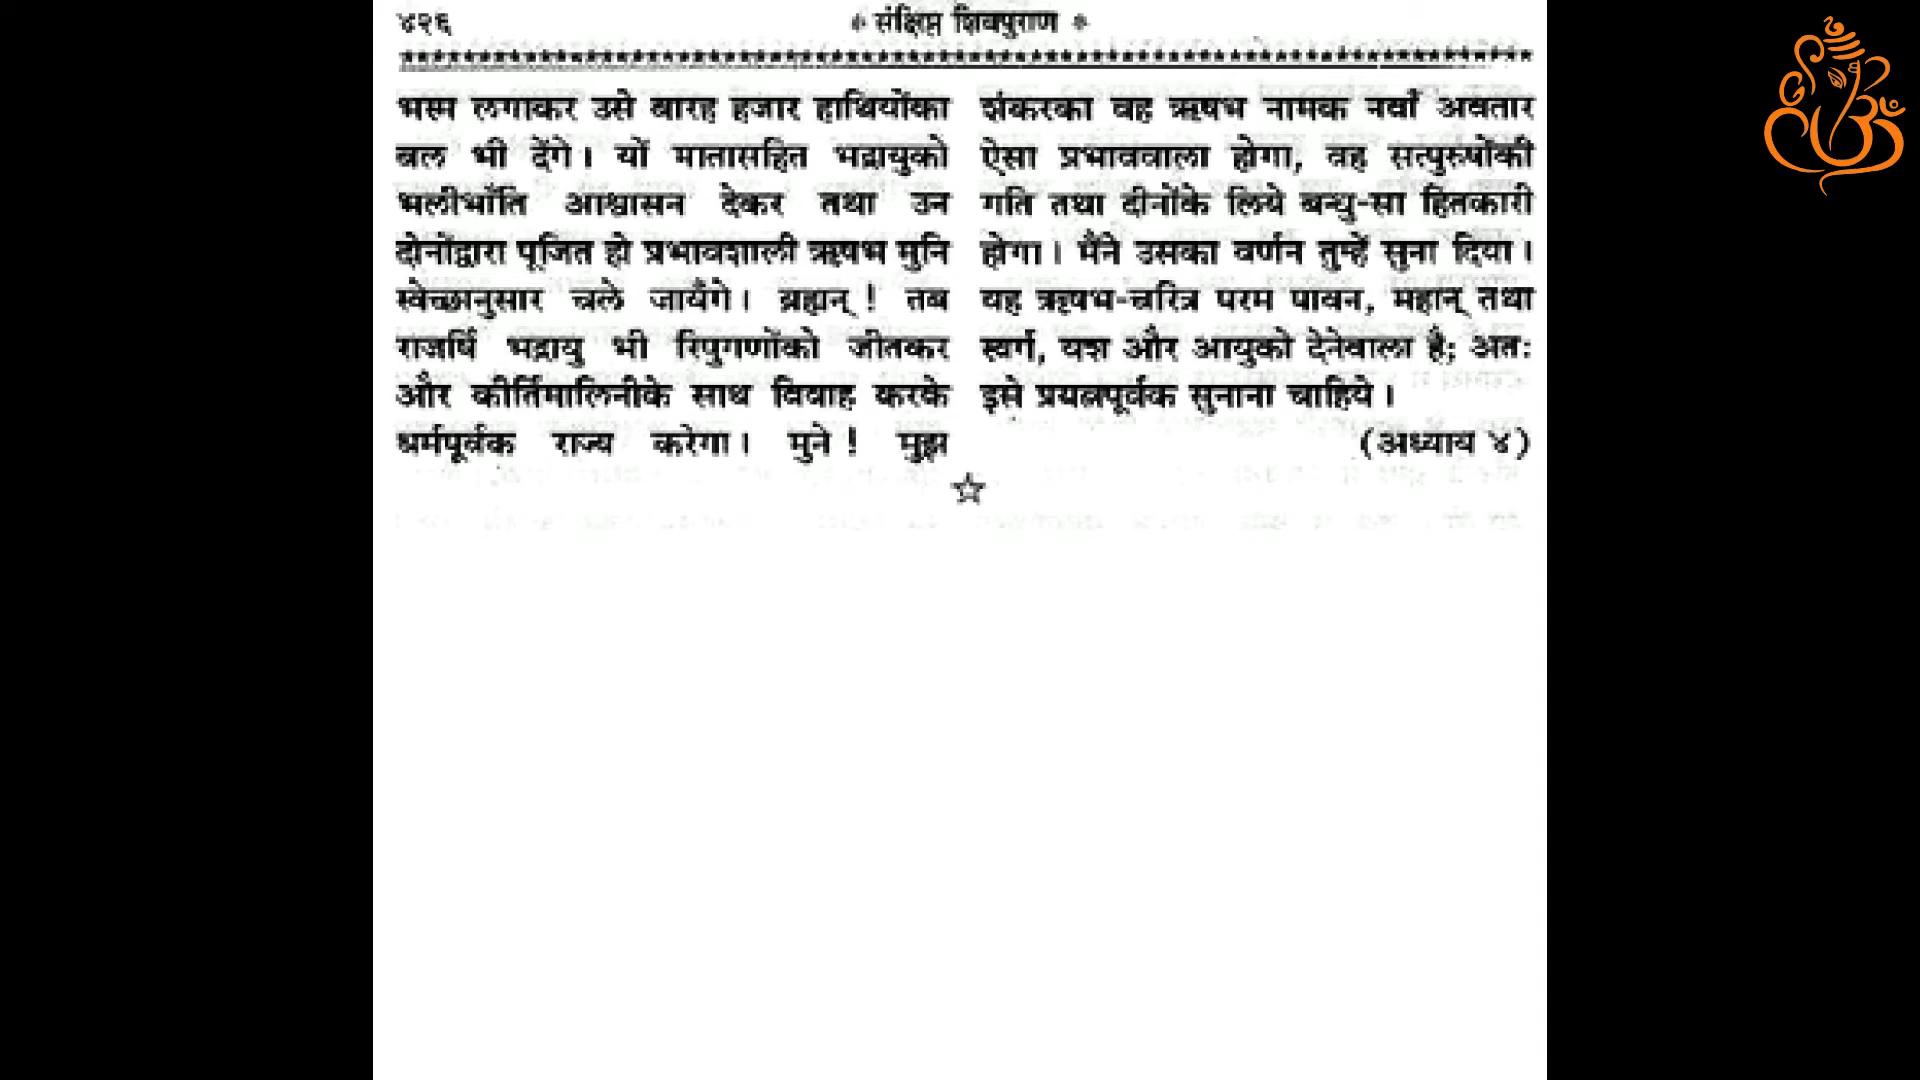 ४२६
* संक्षिप्त शिवपुराण *
भस्म लगाकर उसे बारह हजार हाथियोंका
बल भी देंगे। यों मातासहित भद्रायुको
भलीभाँति आश्वासन देकर तथा उन
दोनोंद्वारा पूजित हो प्रभावशाली ऋषभ मुनि
स्वेच्छानुसार चले जायँगे। ब्रह्मन् ! तब
राजर्षि भद्रायु भी रिपुगणोंको जीतकर
और कीर्तिमालिनीके साथ विवाह करके
धर्मपूर्वक राज्य करेगा। मुने ! मुझ
शंकरका वह ऋषभ नामक नवाँ अवतार
ऐसा प्रभाववाला होगा, वह सत्पुरुषोंकी
गति तथा दीनोंके लिये बन्धु-सा हितकारी
होगा। मैंने उसका वर्णन तुम्हें सुना दिया।
यह ऋषभ-चरित्र परम पावन, महान् तथा
स्वर्ग, यश और आयुको देनेवाला है; अतः
इसे प्रयत्नपूर्वक सुनाना चाहिये।
(अध्याय ४)